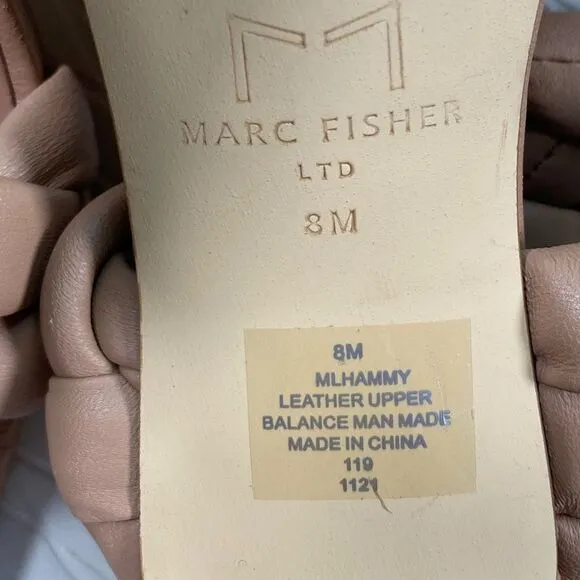 MARC FISHER
LTD
8M
8M
MLHAMMY
LEATHER UPPER
BALANCE MAN MADE
MADE IN CHINA
119
1121